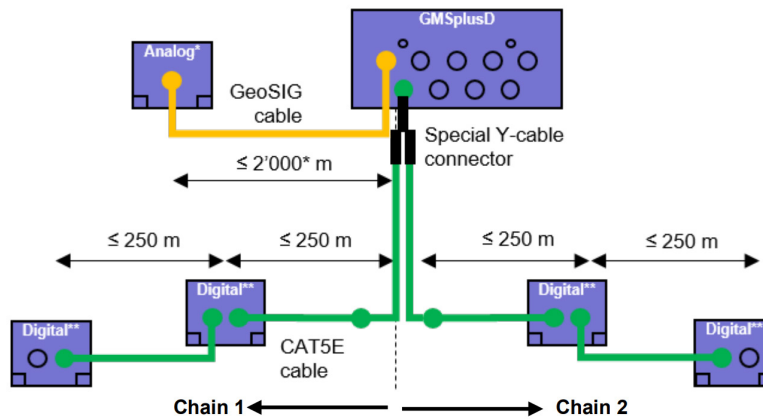 GMSplusD
Analog*
GeoSIG
cable
Special Y-cable
connector
≤ 2’000* m
≤ 250 m
≤ 250 m
≤ 250 m
≤ 250 m
Digital**
Digital**
Digital**
Digital**
CAT5E
cable
Chain 1
Chain 2